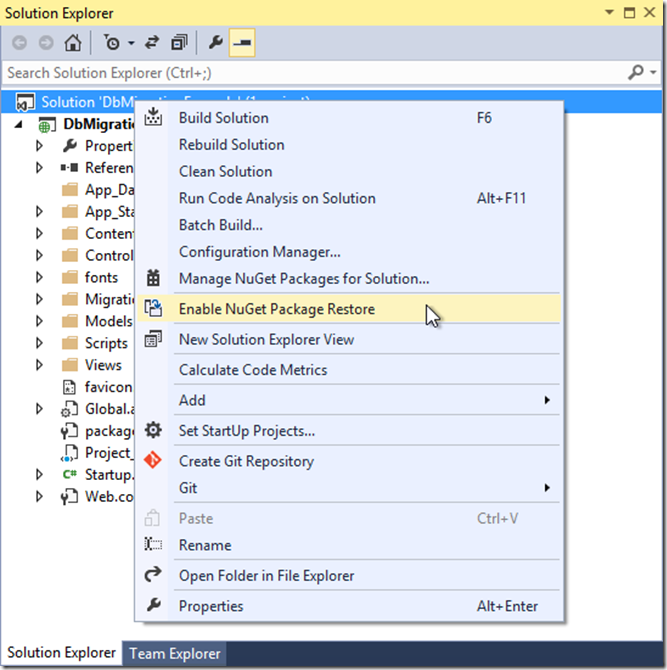 Solution Explorer
Search Solution Explorer (Ctrl+;)
Solution 'DbMigration
DbMigratio
Propert
Referen
App_Da
App_Sta
Conten
Control
fonts
Migratio
Models
Scripts
Views
favicon
Global.a
package
Project_
C# Startup.
Web.co
Build Solution F6
Rebuild Solution
Clean Solution
Run Code Analysis on Solution Alt+F11
Batch Build...
Configuration Manager...
Manage NuGet Packages for Solution...
Enable NuGet Package Restore
New Solution Explorer View
Calculate Code Metrics
Add
Set StartUp Projects...
Create Git Repository
Git
Paste Ctrl+V
Rename
Open Folder in File Explorer
Properties Alt+Enter
Solution Explorer Team Explorer